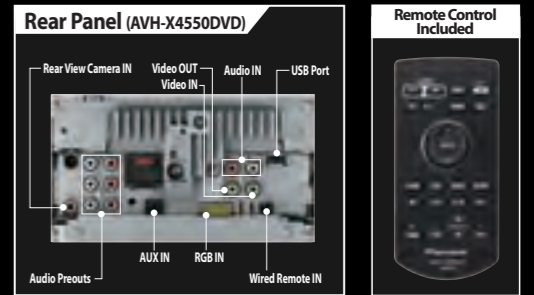 Rear Panel (AVH-X4550DVD)
Rear View Camera IN
Video OUT
Video IN
Audio IN
USB Port
Audio Preouts
AUX IN
RGB IN
Wired Remote IN
Remote Control
Included
Pioneer